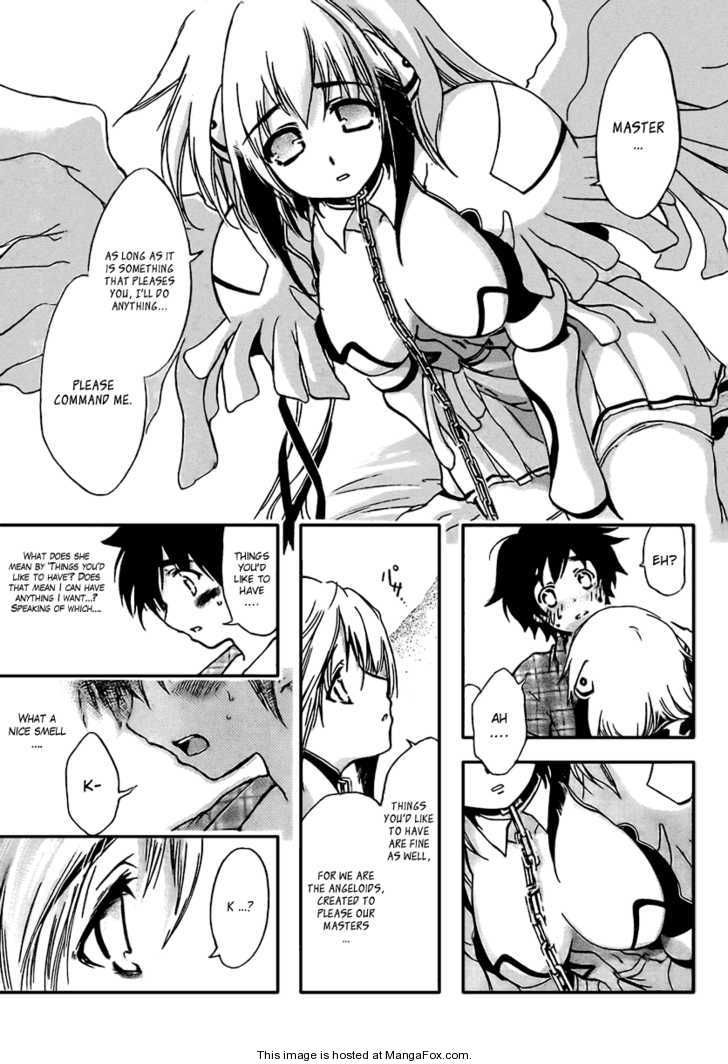 MASTER
...
AS LONG AS IT
IS SOMETHING
THAT PLEASES
YOU, I'LL DO
ANYTHING...
PLEASE
COMMAND ME.
EH?
AH
....
パサ
THINGS
YOU'D LIKE
TO HAVE
ARE FINE
AS WELL,
FOR WE ARE
THE ANGELOIDS,
CREATED TO
PLEASE OUR
MASTERS
...
THINGS
YOU'D LIKE
TO HAVE
....
WHAT DOES SHE
MEAN BY 'THINGS YOU'D
LIKE TO HAVE'? DOES
THAT MEAN I CAN HAVE
ANYTHING I WANT...?
SPEAKING OF WHICH....
WHAT A
NICE SMELL
....
K-
K ...?
This image is hosted at MangaFox.com.